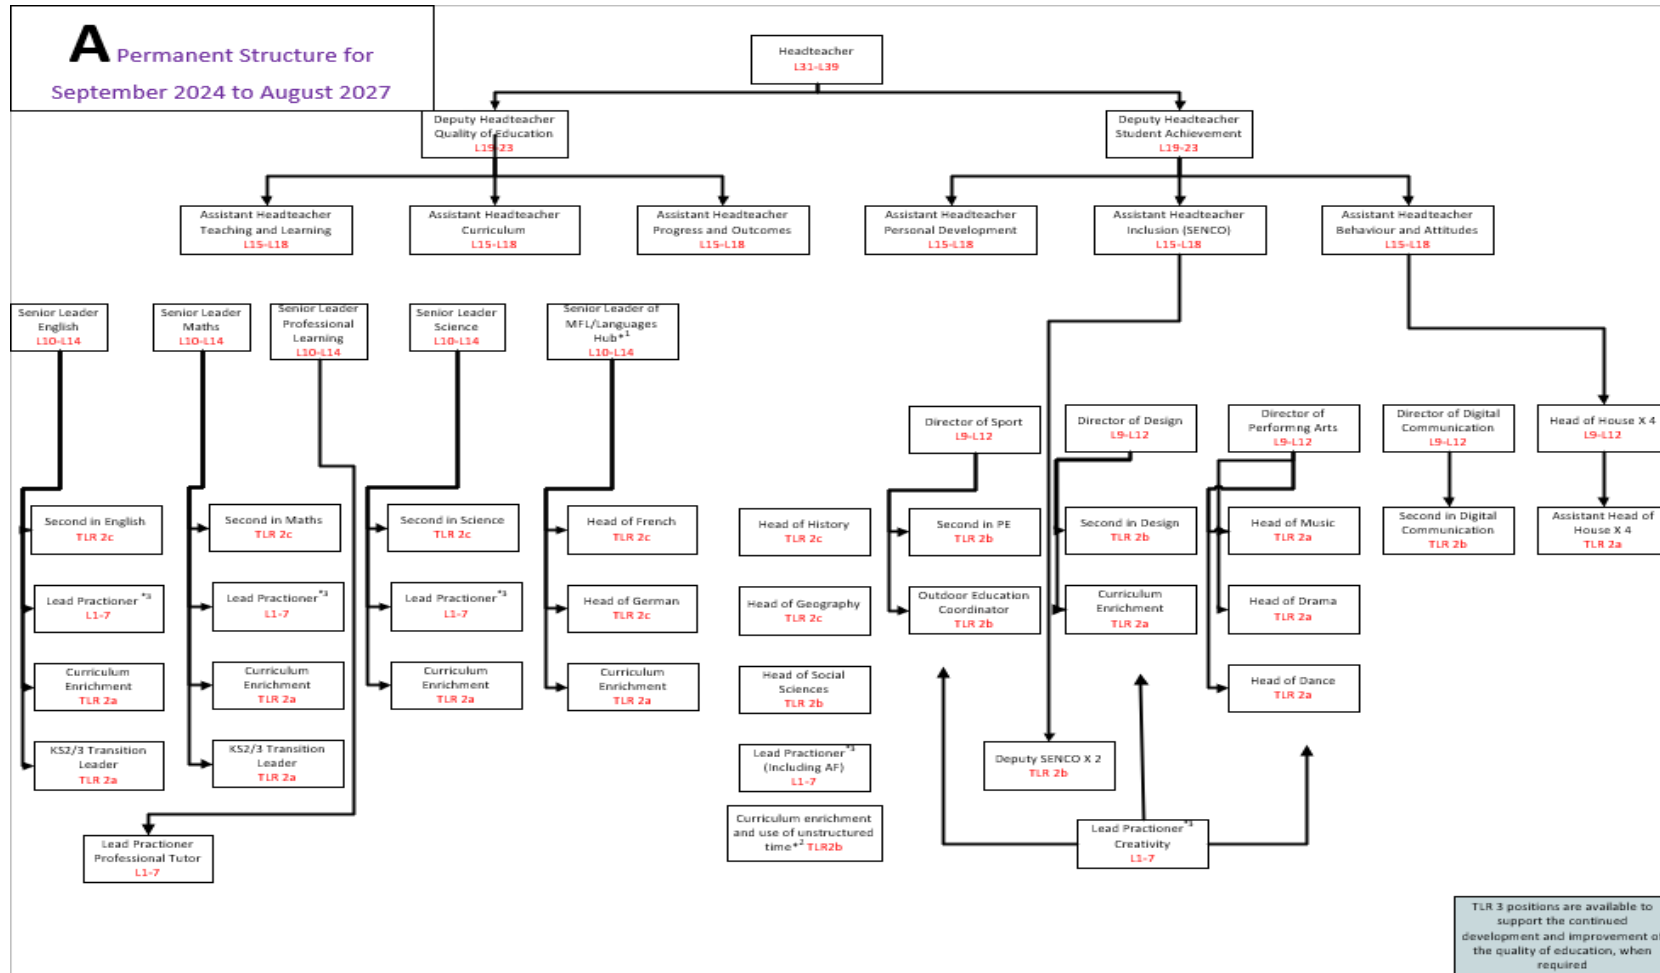 A Permanent Structure for
September 2024 to August 2027
Headteacher
L31-L39
Deputy Headteacher
Quality of Education
L19-23
Deputy Headteacher
Student Achievement
L19-23
Assistant Headteacher
Teaching and Learning
L15-L18
Assistant Headteacher
Curriculum
L15-L18
Assistant Headteacher
Progress and Outcomes
L15-L18
Assistant Headteacher
Personal Development
L15-L18
Assistant Headteacher
Inclusion (SENCO)
L15-L18
Assistant Headteacher
Behaviour and Attitudes
L15-L18
Senior Leader
English
L10-L14
Senior Leader
Maths
L10-L14
Senior Leader
Professional
Learning
L10-L14
Senior Leader
Science
L10-L14
Senior Leader of
MFL/Languages
Hub*1
L10-L14
Director of Sport
L9-L12
Director of Design
L9-L12
Director of
Performng Arts
L9-L12
Director of Digital
Communication
L9-L12
Head of House X 4
L9-L12
Second in English
TLR 2c
Second in Maths
TLR 2c
Second in Science
TLR 2c
Head of French
TLR 2c
Head of History
TLR 2c
Second in PE
TLR 2b
Second in Design
TLR 2b
Head of Music
TLR 2a
Second in Digital
Communication
TLR 2b
Assistant Head of
House X 4
TLR 2a
Lead Practitioner *3
L1-7
Lead Practitioner*3
L1-7
Lead Practitioner*3
L1-7
Head of German
TLR 2c
Head of Geography
TLR 2c
Outdoor Education
Coordinator
TLR 2b
Curriculum
Enrichment
TLR 2a
Head of Drama
TLR 2a
Curriculum
Enrichment
TLR 2a
Curriculum
Enrichment
TLR 2a
Curriculum
Enrichment
TLR 2a
Curriculum
Enrichment
TLR 2a
Head of Social
Sciences
TLR 2b
Head of Dance
TLR 2a
KS2/3 Transition
Leader
TLR 2a
KS2/3 Transition
Leader
TLR 2a
Lead Practitioner*3
(Including AF)
L1-7
Deputy SENCO X 2
TLR 2b
Lead Practioner
Professional Tutor
L1-7
Curriculum enrichment
and use of unstructured
time*2 TLR2b
Lead Practitioner*3
Creativity
L1-7
TLR 3 positions are available to
support the continued
development and improvement of
the quality of education, when
required